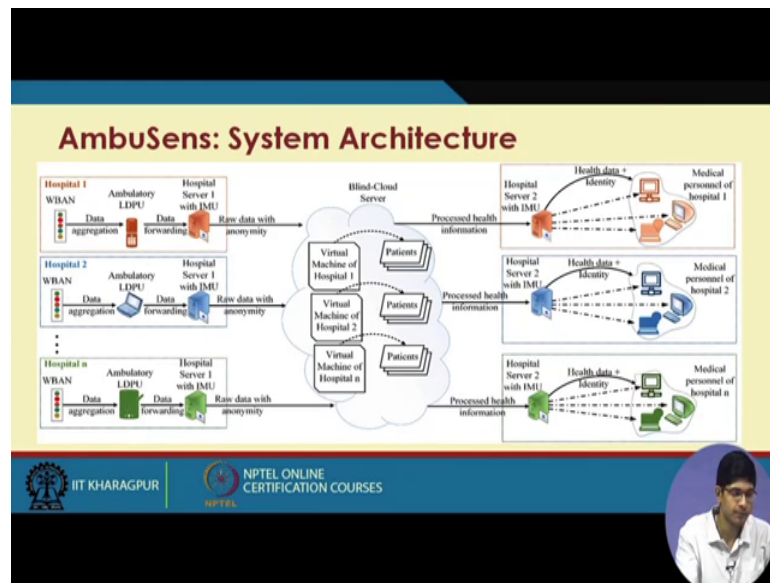 AmbuSens: System Architecture
Hospital 1
WBAN
Ambulatory
LDPU
Hospital
Server 1
with IMU
Data
aggregation
Data
forwarding
Raw data with
anonymity
Hospital 2
WBAN
Ambulatory
LDPU
Hospital
Server 1
with IMU
Data
aggregation
Data
forwarding
Raw data with
anonymity
Hospital n
WBAN
Ambulatory
LDPU
Hospital
Server 1
with IMU
Data
aggregation
Data
forwarding
Raw data with
anonymity
Blind-Cloud
Server
Virtual
Machine of
Hospital 1
Patients
Virtual
Machine of
Hospital 2
Patients
Virtual
Machine of
Hospital n
Patients
Processed health
information
Hospital
Server 2
with IMU
Health data +
Identity
Medical
personnel of
hospital 1
Processed health
information
Hospital
Server 2
with IMU
Health data +
Identity
Medical
personnel of
hospital 2
Processed health
information
Hospital
Server 2
with IMU
Health data +
Identity
Medical
personnel of
hospital n
IIT KHARAGPUR
NPTEL
NPTEL ONLINE
CERTIFICATION COURSES